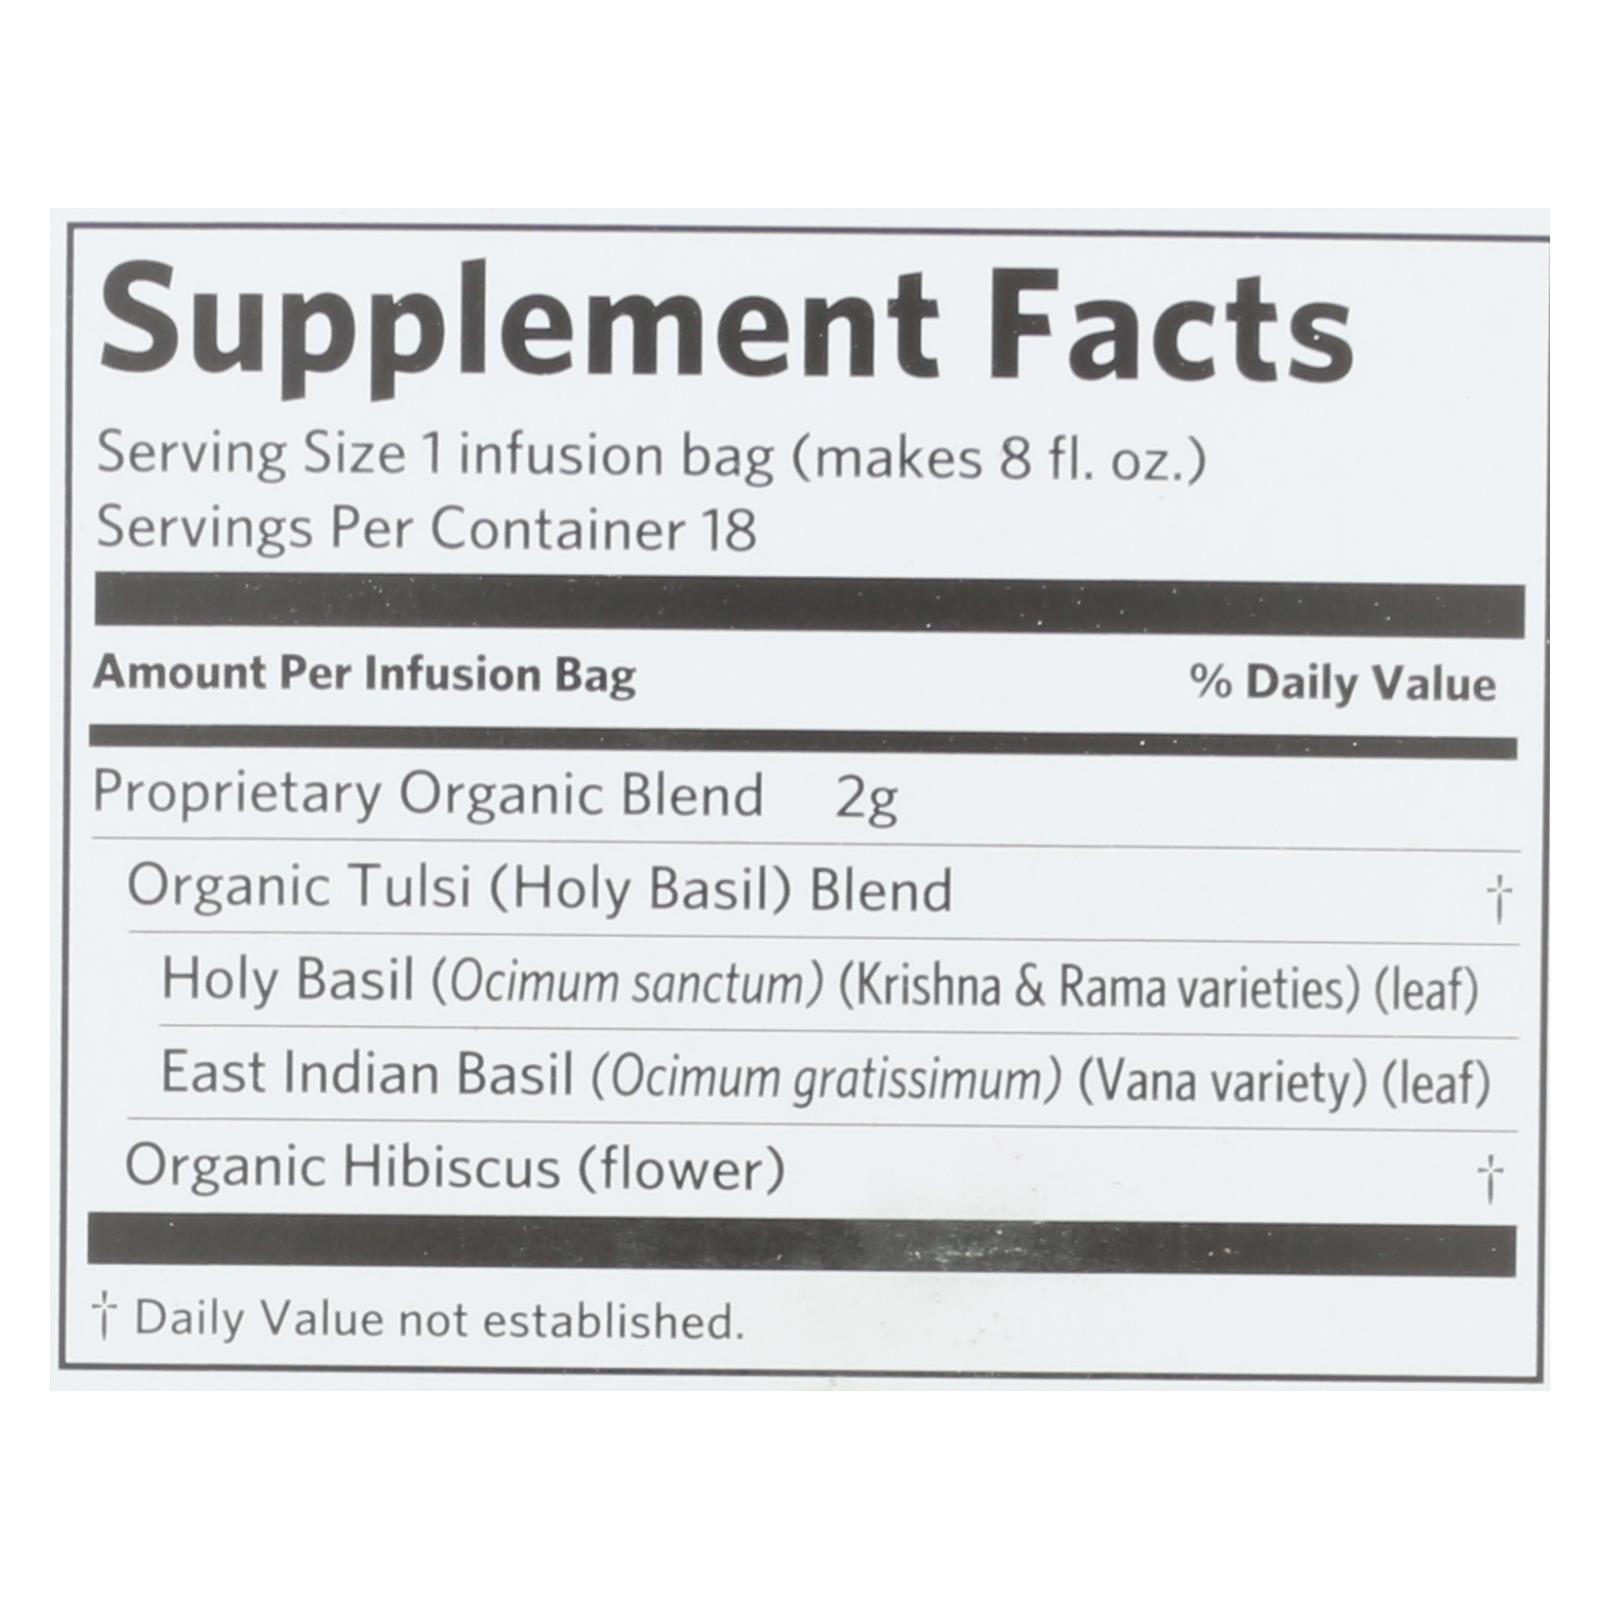 Supplement Facts
Serving Size 1 infusion bag (makes 8 fl. oz.)
Servings Per Container 18
Amount Per Infusion Bag % Daily Value
Proprietary Organic Blend 2g
Organic Tulsi (Holy Basil) Blend †
Holy Basil (Ocimum sanctum) (Krishna & Rama varieties) (leaf)
East Indian Basil (Ocimum gratissimum) (Vana variety) (leaf)
Organic Hibiscus (flower) †
† Daily Value not established.